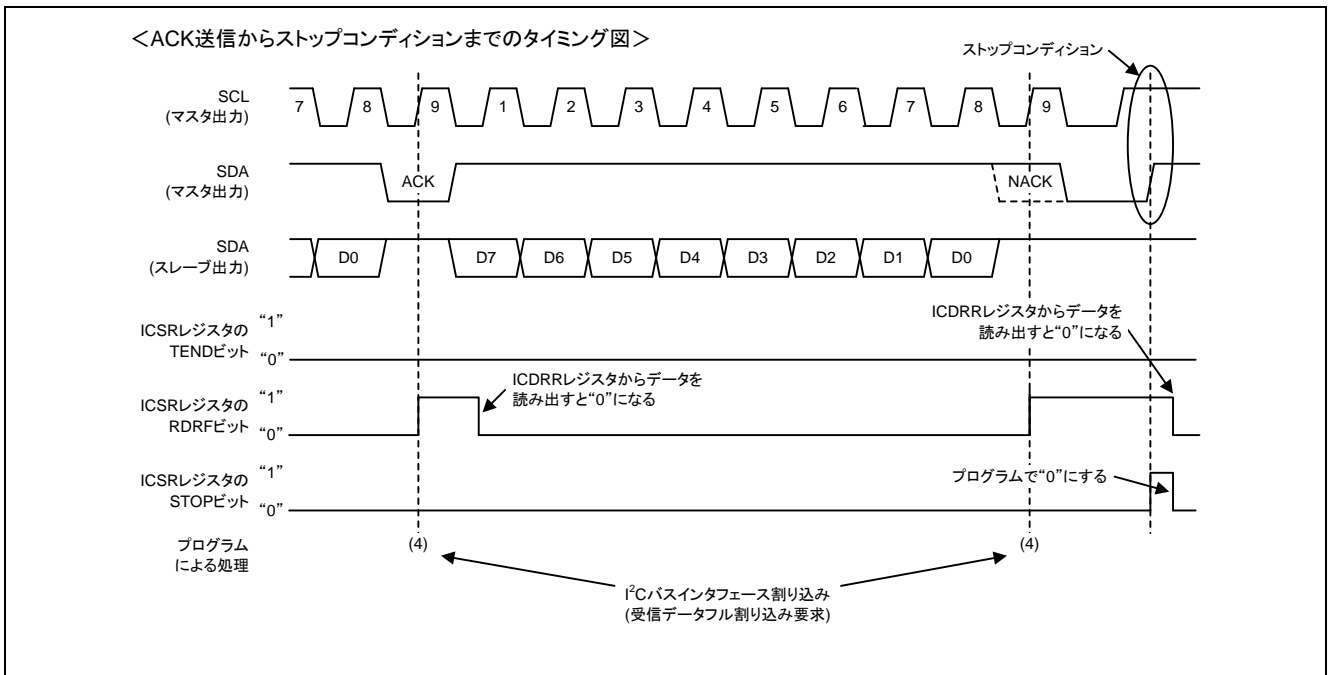 ＜ACK送信からストップコンディションまでのタイミング図＞
ストップコンディション
SCL
(マスタ出力)
7 8 9 1 2 3 4 5 6 7 8 9
SDA
(マスタ出力)
ACK
NACK
SDA
(スレーブ出力)
D0 D7 D6 D5 D4 D3 D2 D1 D0
ICDRRレジスタからデータを
読み出すと“0”になる
ICSRレジスタの
TENDビット
“1”
“0”
ICDRRレジスタからデータを
読み出すと“0”になる
ICSRレジスタの
RDRFビット
“1”
“0”
プログラムで“0”にする
ICSRレジスタの
STOPビット
“1”
“0”
プログラム
による処理
(4)
(4)
I²Cバスインタフェース割り込み
(受信データフル割り込み要求)